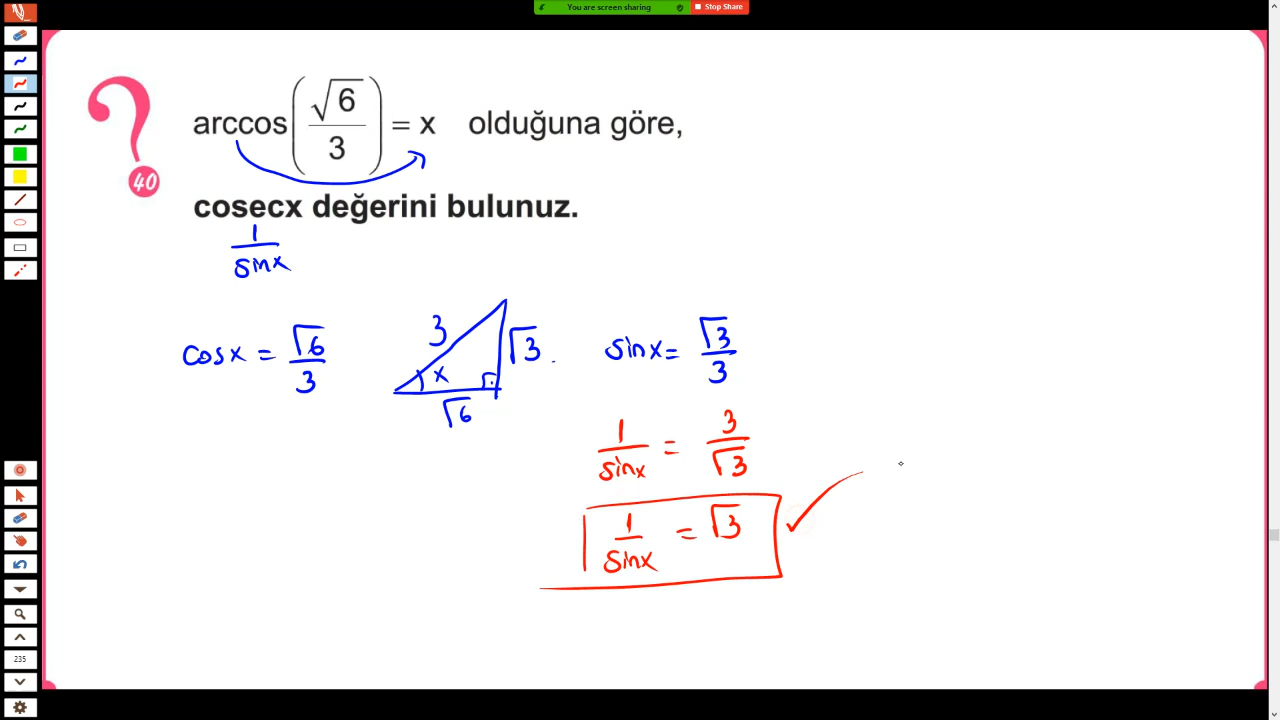 You are screen sharing Stop Share
arccos(√6/3) = x olduğuna göre,
40
cosecx değerini bulunuz.
1/sinx
cosx = √6/3
3 x √3 √6
sinx = √3/3
1/sinx = 3/√3
1/sinx = √3
235